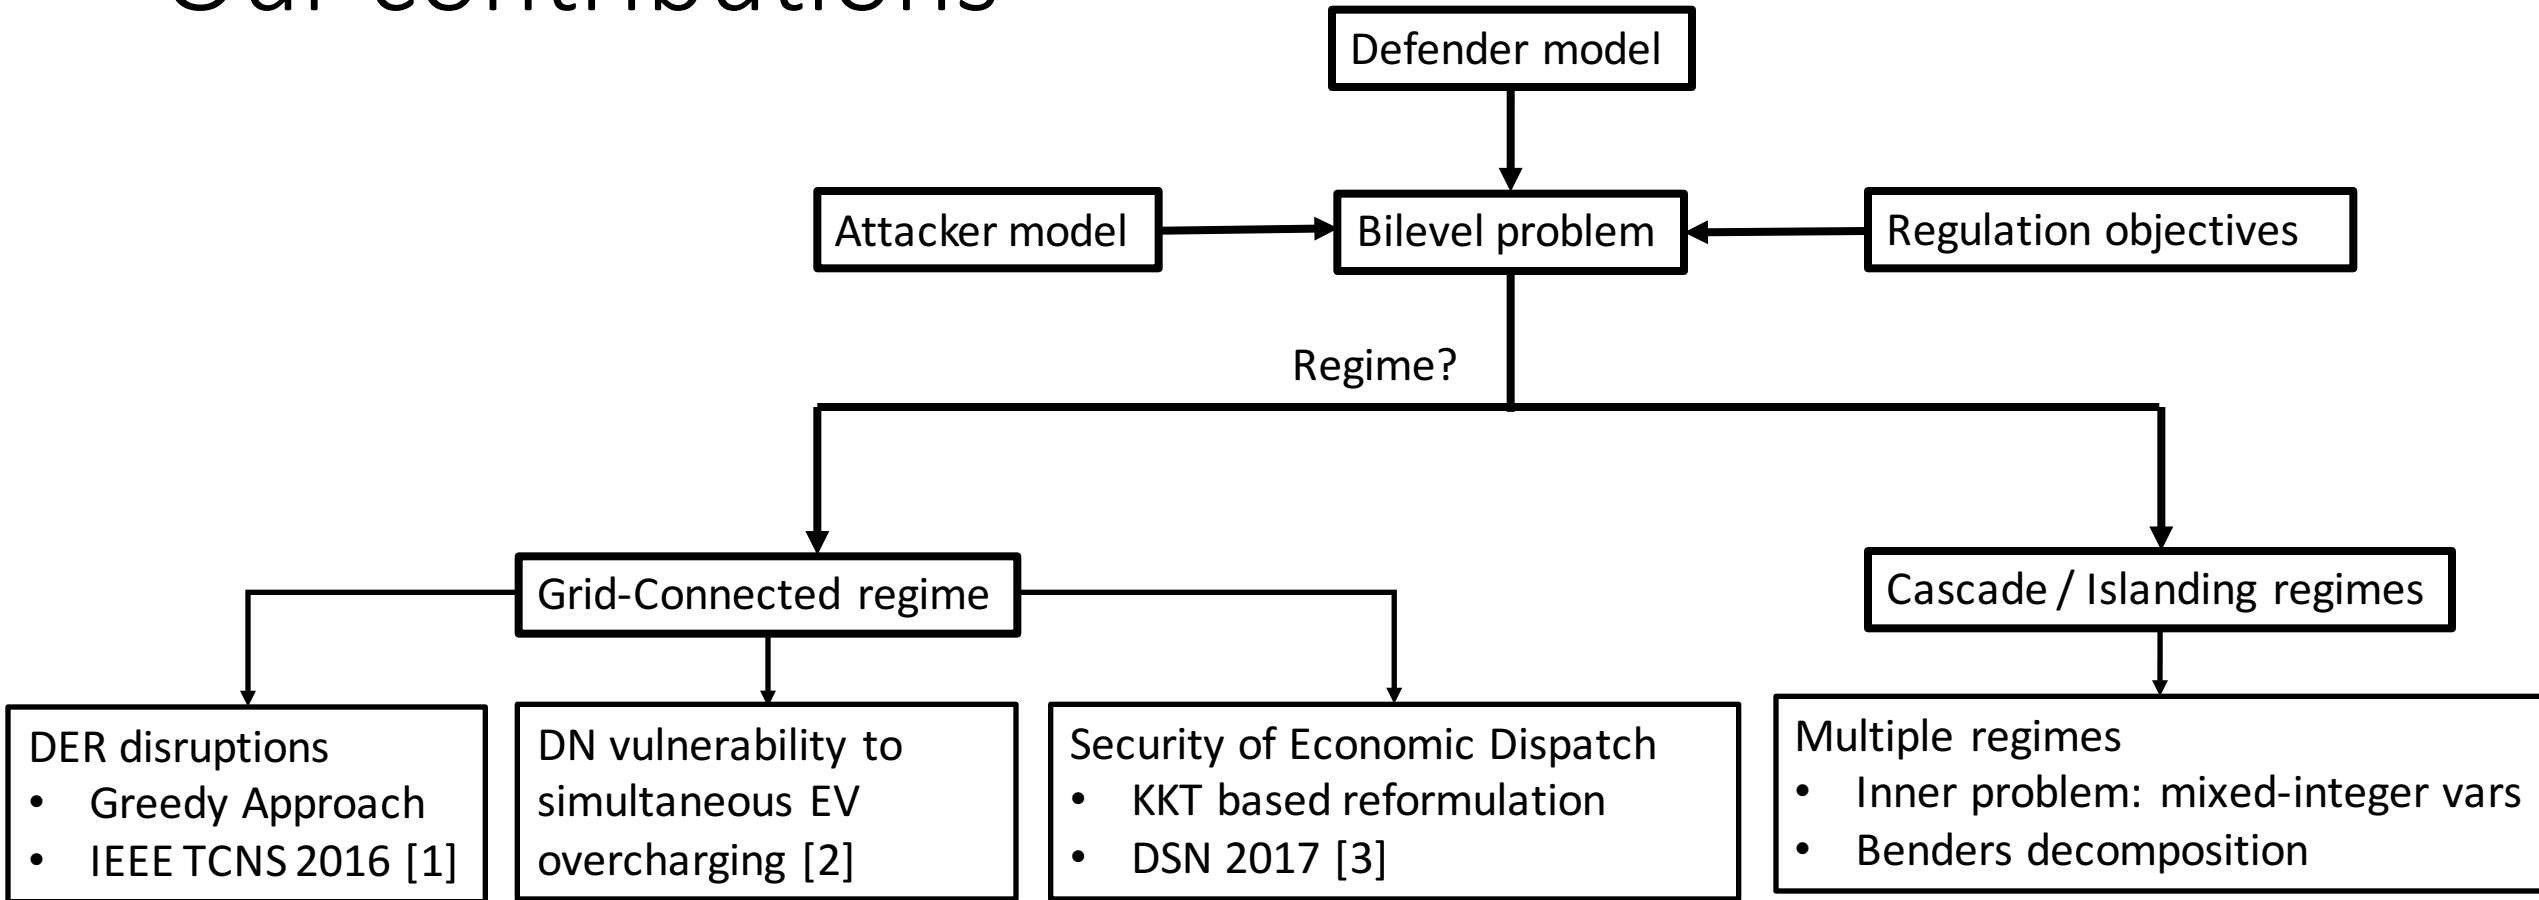 Our contributions
Defender model
Attacker model
Bilevel problem
Regulation objectives
Regime?
Grid-Connected regime
Cascade / Islanding regimes
DER disruptions
• Greedy Approach
• IEEE TCNS 2016 [1]
DN vulnerability to
simultaneous EV
overcharging [2]
Security of Economic Dispatch
• KKT based reformulation
• DSN 2017 [3]
Multiple regimes
• Inner problem: mixed-integer vars
• Benders decomposition